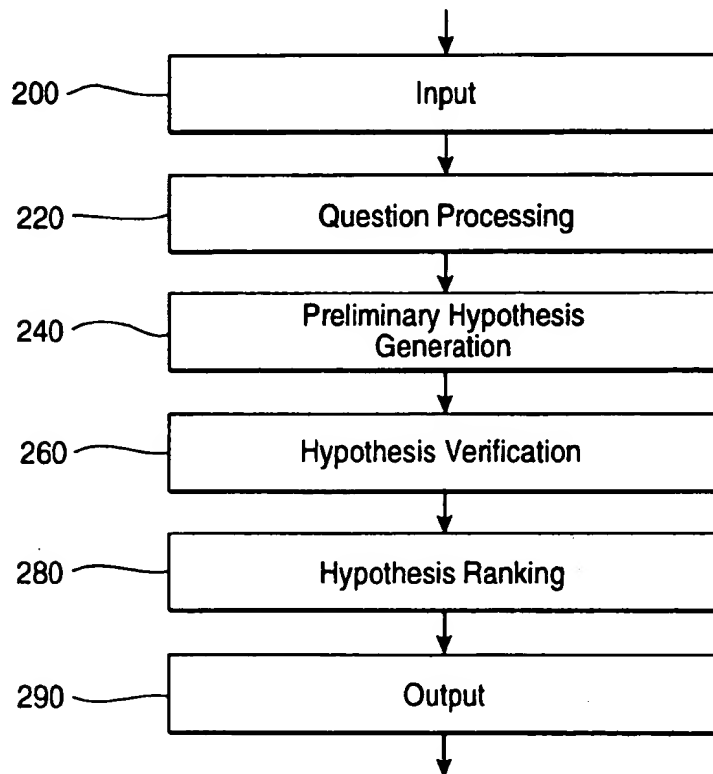 200
Input
220
Question Processing
240
Preliminary Hypothesis
Generation
260
Hypothesis Verification
280
Hypothesis Ranking
290
Output